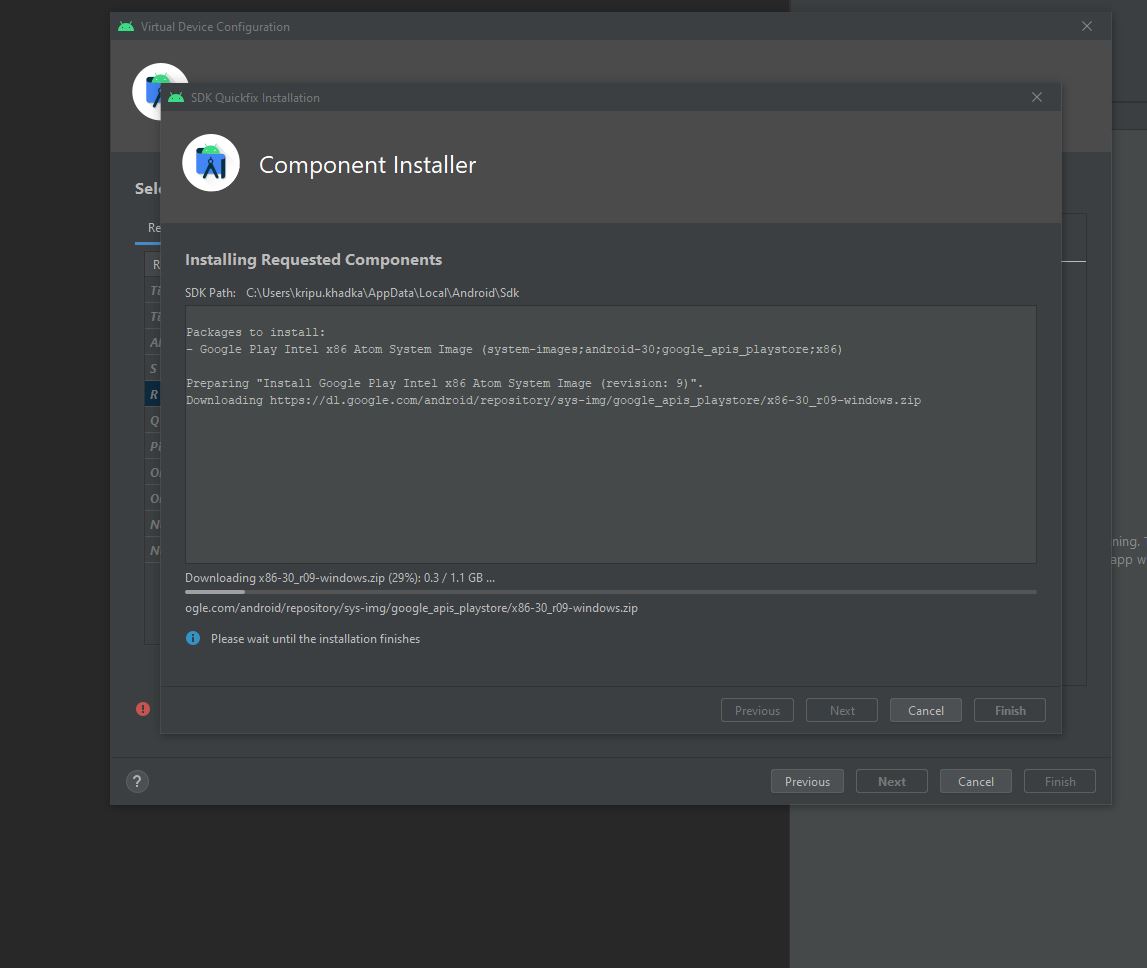 Virtual Device Configuration
SDK Quickfix Installation
Component Installer
Installing Requested Components
SDK Path: C:\Users\kripu.khadka\AppData\Local\Android\Sdk
Packages to install:
- Google Play Intel x86 Atom System Image (system-images;android-30;google_apis_playstore;x86)
Preparing "Install Google Play Intel x86 Atom System Image (revision: 9)".
Downloading https://dl.google.com/android/repository/sys-img/google_apis_playstore/x86-30_r09-windows.zip
Downloading x86-30_r09-windows.zip (29%): 0.3 / 1.1 GB ...
ogle.com/android/repository/sys-img/google_apis_playstore/x86-30_r09-windows.zip
Please wait until the installation finishes
Previous Next Cancel Finish
? Previous Next Cancel Finish
Sele
Re
R
Ti
Ti
S
R
Q
Pi
O
O
N
N
ning.
app w